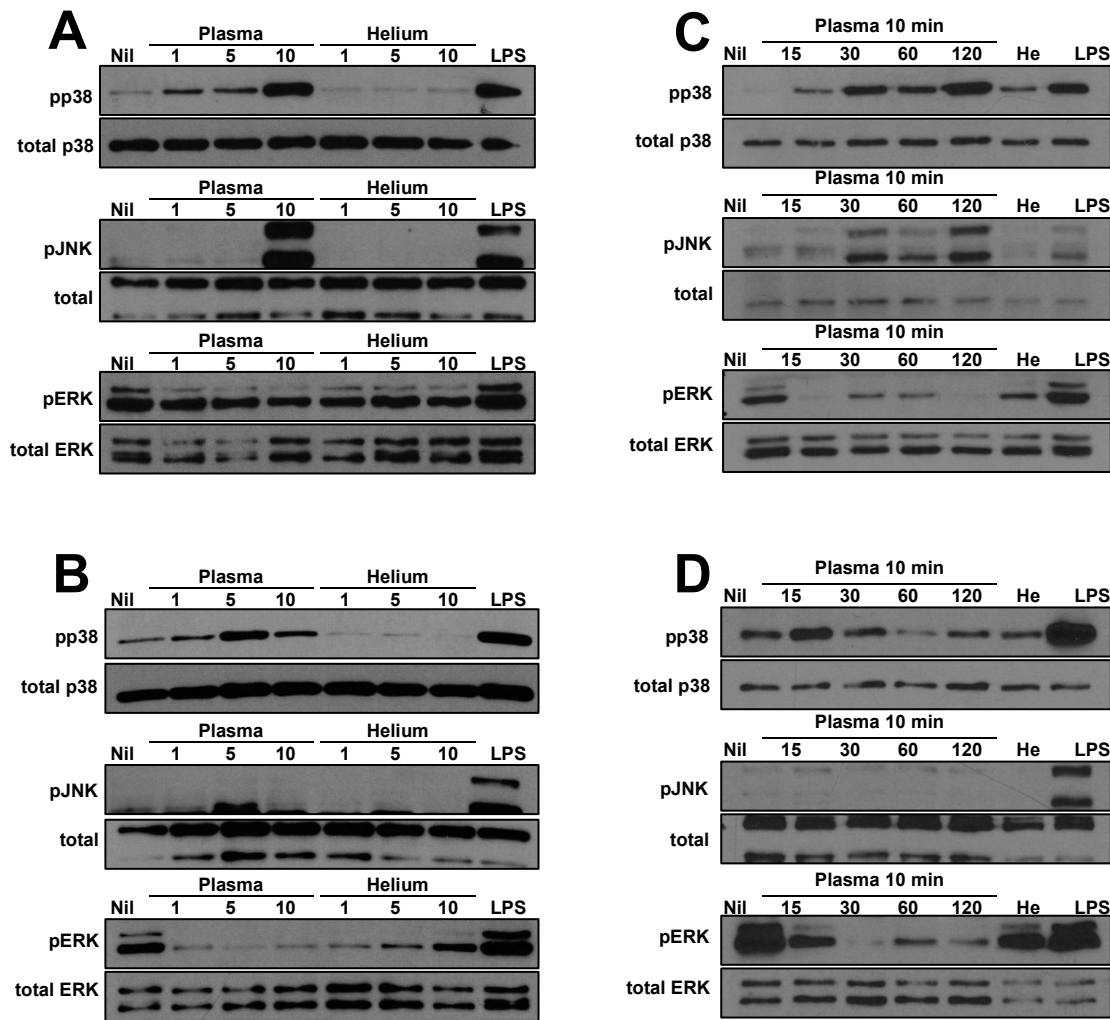 A
Plasma Helium
Nil 1 5 10 1 5 10 LPS
pp38
total p38
Plasma Helium
Nil 1 5 10 1 5 10 LPS
pJNK
total
Plasma Helium
Nil 1 5 10 1 5 10 LPS
pERK
total ERK
B
Plasma Helium
Nil 1 5 10 1 5 10 LPS
pp38
total p38
Plasma Helium
Nil 1 5 10 1 5 10 LPS
pJNK
total
Plasma Helium
Nil 1 5 10 1 5 10 LPS
pERK
total ERK
C
Plasma 10 min
Nil 15 30 60 120 He LPS
pp38
total p38
Plasma 10 min
Nil 15 30 60 120 He LPS
pJNK
total
Plasma 10 min
Nil 15 30 60 120 He LPS
pERK
total ERK
D
Plasma 10 min
Nil 15 30 60 120 He LPS
pp38
total p38
Plasma 10 min
Nil 15 30 60 120 He LPS
pJNK
total
Plasma 10 min
Nil 15 30 60 120 He LPS
pERK
total ERK